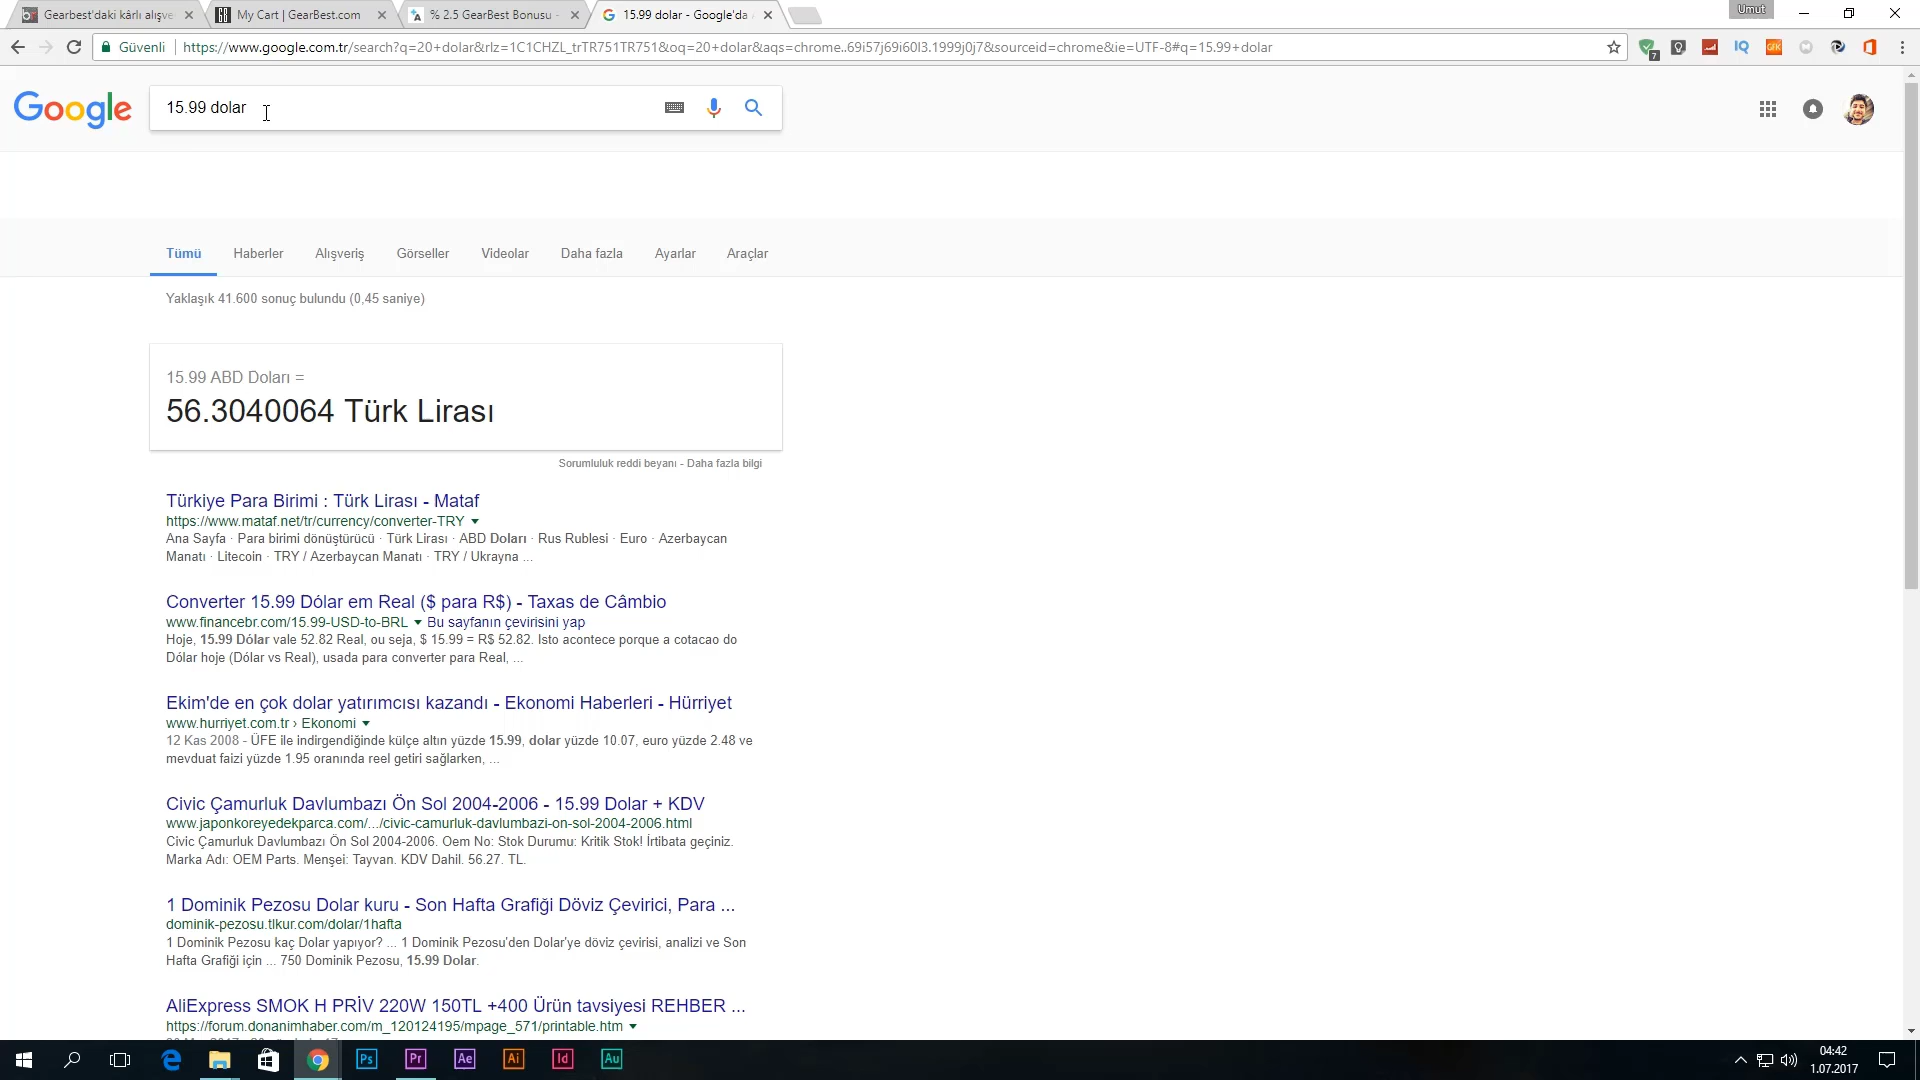 Gearbest'daki kârlı alışve
My Cart | GearBest.com
% 2.5 GearBest Bonusu -
15.99 dolar - Google'da
Umut
Güvenli
https://www.google.com.tr/search?q=20+dolar&rlz=1C1CHZL_trTR751TR751&oq=20+dolar&aqs=chrome..69i57j69i60l3.1999j0j7&sourceid=chrome&ie=UTF-8#q=15.99+dolar
7
IQ
GFK
Google
15.99 dolar
Tümü
Haberler
Alışveriş
Görseller
Videolar
Daha fazla
Ayarlar
Araçlar
Yaklaşık 41.600 sonuç bulundu (0,45 saniye)
15.99 ABD Doları =
56.3040064 Türk Lirası
Sorumluluk reddi beyanı - Daha fazla bilgi
Türkiye Para Birimi : Türk Lirası - Mataf
https://www.mataf.net/tr/currency/converter-TRY
Ana Sayfa · Para birimi dönüştürücü · Türk Lirası · ABD Doları · Rus Rublesi · Euro · Azerbaycan
Manatı · Litecoin · TRY / Azerbaycan Manatı · TRY / Ukrayna ...
Converter 15.99 Dólar em Real ($ para R$) - Taxas de Câmbio
www.financebr.com/15.99-USD-to-BRL Bu sayfanın çevirisini yap
Hoje, 15.99 Dólar vale 52.82 Real, ou seja, $ 15.99 = R$ 52.82. Isto acontece porque a cotacao do
Dólar hoje (Dólar vs Real), usada para converter para Real, ...
Ekim'de en çok dolar yatırımcısı kazandı - Ekonomi Haberleri - Hürriyet
www.hurriyet.com.tr › Ekonomi
12 Kas 2008 - ÜFE ile indirgendiğinde külçe altın yüzde 15.99, dolar yüzde 10.07, euro yüzde 2.48 ve
mevduat faizi yüzde 1.95 oranında reel getiri sağlarken, ...
Civic Çamurluk Davlumbazı Ön Sol 2004-2006 - 15.99 Dolar + KDV
www.japonkoreyedekparca.com/.../civic-camurluk-davlumbazi-on-sol-2004-2006.html
Civic Çamurluk Davlumbazı Ön Sol 2004-2006. Oem No: Stok Durumu: Kritik Stok! İrtibata geçiniz.
Marka Adı: OEM Parts. Menşei: Tayvan. KDV Dahil. 56.27. TL.
1 Dominik Pezosu Dolar kuru - Son Hafta Grafiği Döviz Çevirici, Para ...
dominik-pezosu.tlkur.com/dolar/1hafta
1 Dominik Pezosu kaç Dolar yapıyor? ... 1 Dominik Pezosu'den Dolar'ye döviz çevirisi, analizi ve Son
Hafta Grafiği için ... 750 Dominik Pezosu, 15.99 Dolar.
AliExpress SMOK H PRİV 220W 150TL +400 Ürün tavsiyesi REHBER ...
https://forum.donanimhaber.com/m_120124195/mpage_571/printable.htm
Ps
Pr
Ae
Ai
Id
Au
04:42
1.07.2017